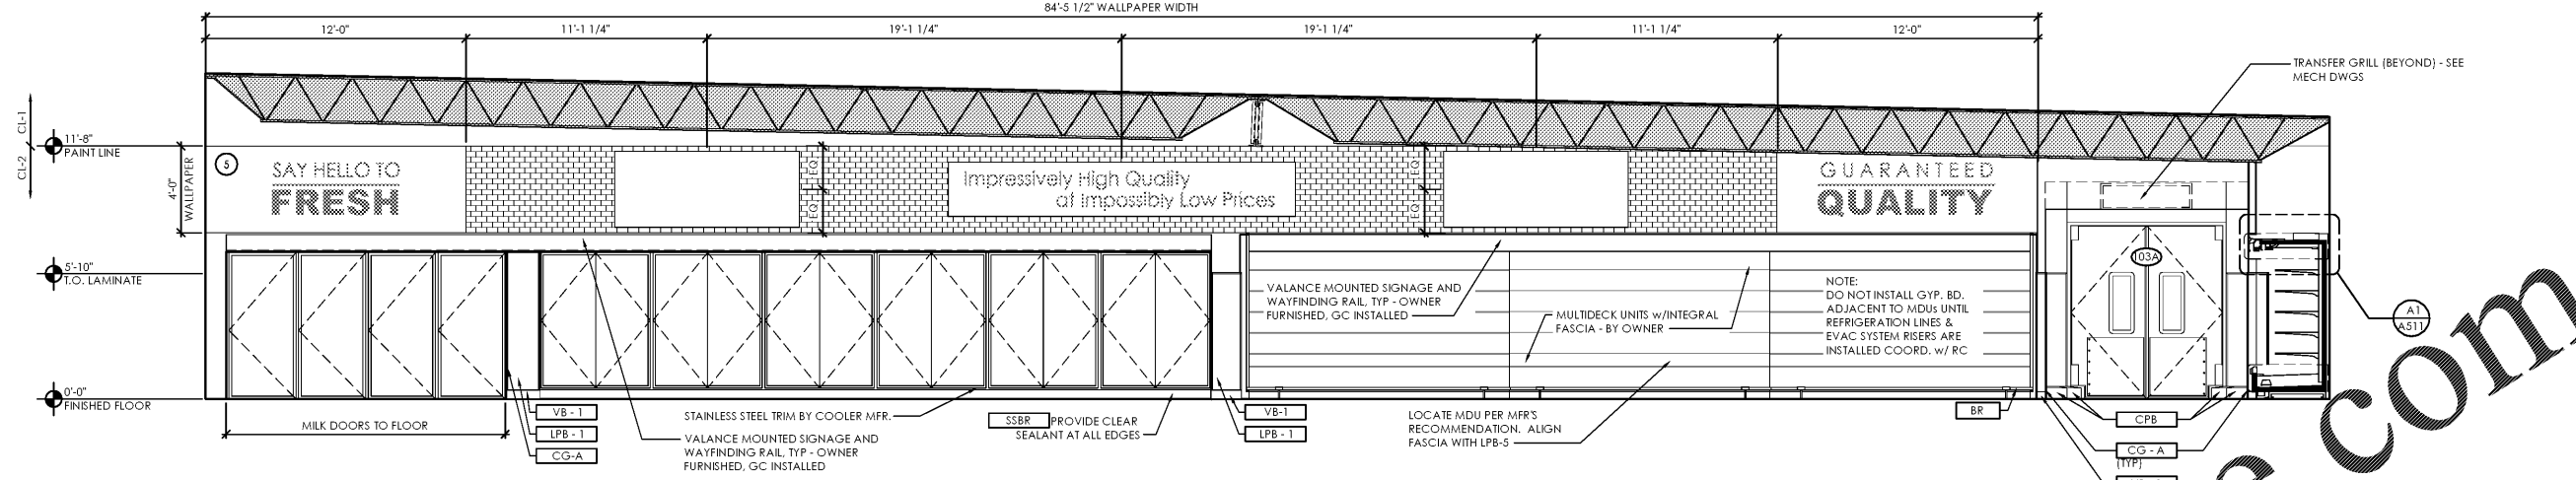 84'-5 1/2" WALLPAPER WIDTH
12'-0"
11'-1 1/4"
19'-1 1/4"
19'-1 1/4"
11'-1 1/4"
12'-0"
TRANSFER GRILL (BEYOND) - SEE
MECH DWGS
CL-1
CL-2
11'-8"
PAINT LINE
4'-0"
WALLPAPER
5
SAY HELLO TO
FRESH
EQ
EQ
Impressively High Quality
at Impossibly Low Prices
EQ
EQ
GUARANTEED
QUALITY
5'-10"
T.O. LAMINATE
103A
VALANCE MOUNTED SIGNAGE AND
WAYFINDING RAIL, TYP - OWNER
FURNISHED, GC INSTALLED
MULTIDECK UNITS w/INTEGRAL
FASCIA - BY OWNER
NOTE:
DO NOT INSTALL GYP. BD.
ADJACENT TO MDUs UNTIL
REFRIGERATION LINES &
EVAC SYSTEM RISERS ARE
INSTALLED COORD. w/ RC
A1
A511
0'-0"
FINISHED FLOOR
MILK DOORS TO FLOOR
VB - 1
LPB - 1
CG-A
STAINLESS STEEL TRIM BY COOLER MFR.
VALANCE MOUNTED SIGNAGE AND
WAYFINDING RAIL, TYP - OWNER
FURNISHED, GC INSTALLED
SSBR
PROVIDE CLEAR
SEALANT AT ALL EDGES
VB-1
LPB - 1
LOCATE MDU PER MFR'S
RECOMMENDATION. ALIGN
FASCIA WITH LPB-5
BR
CPB
CG - A
(TYP)
e.com